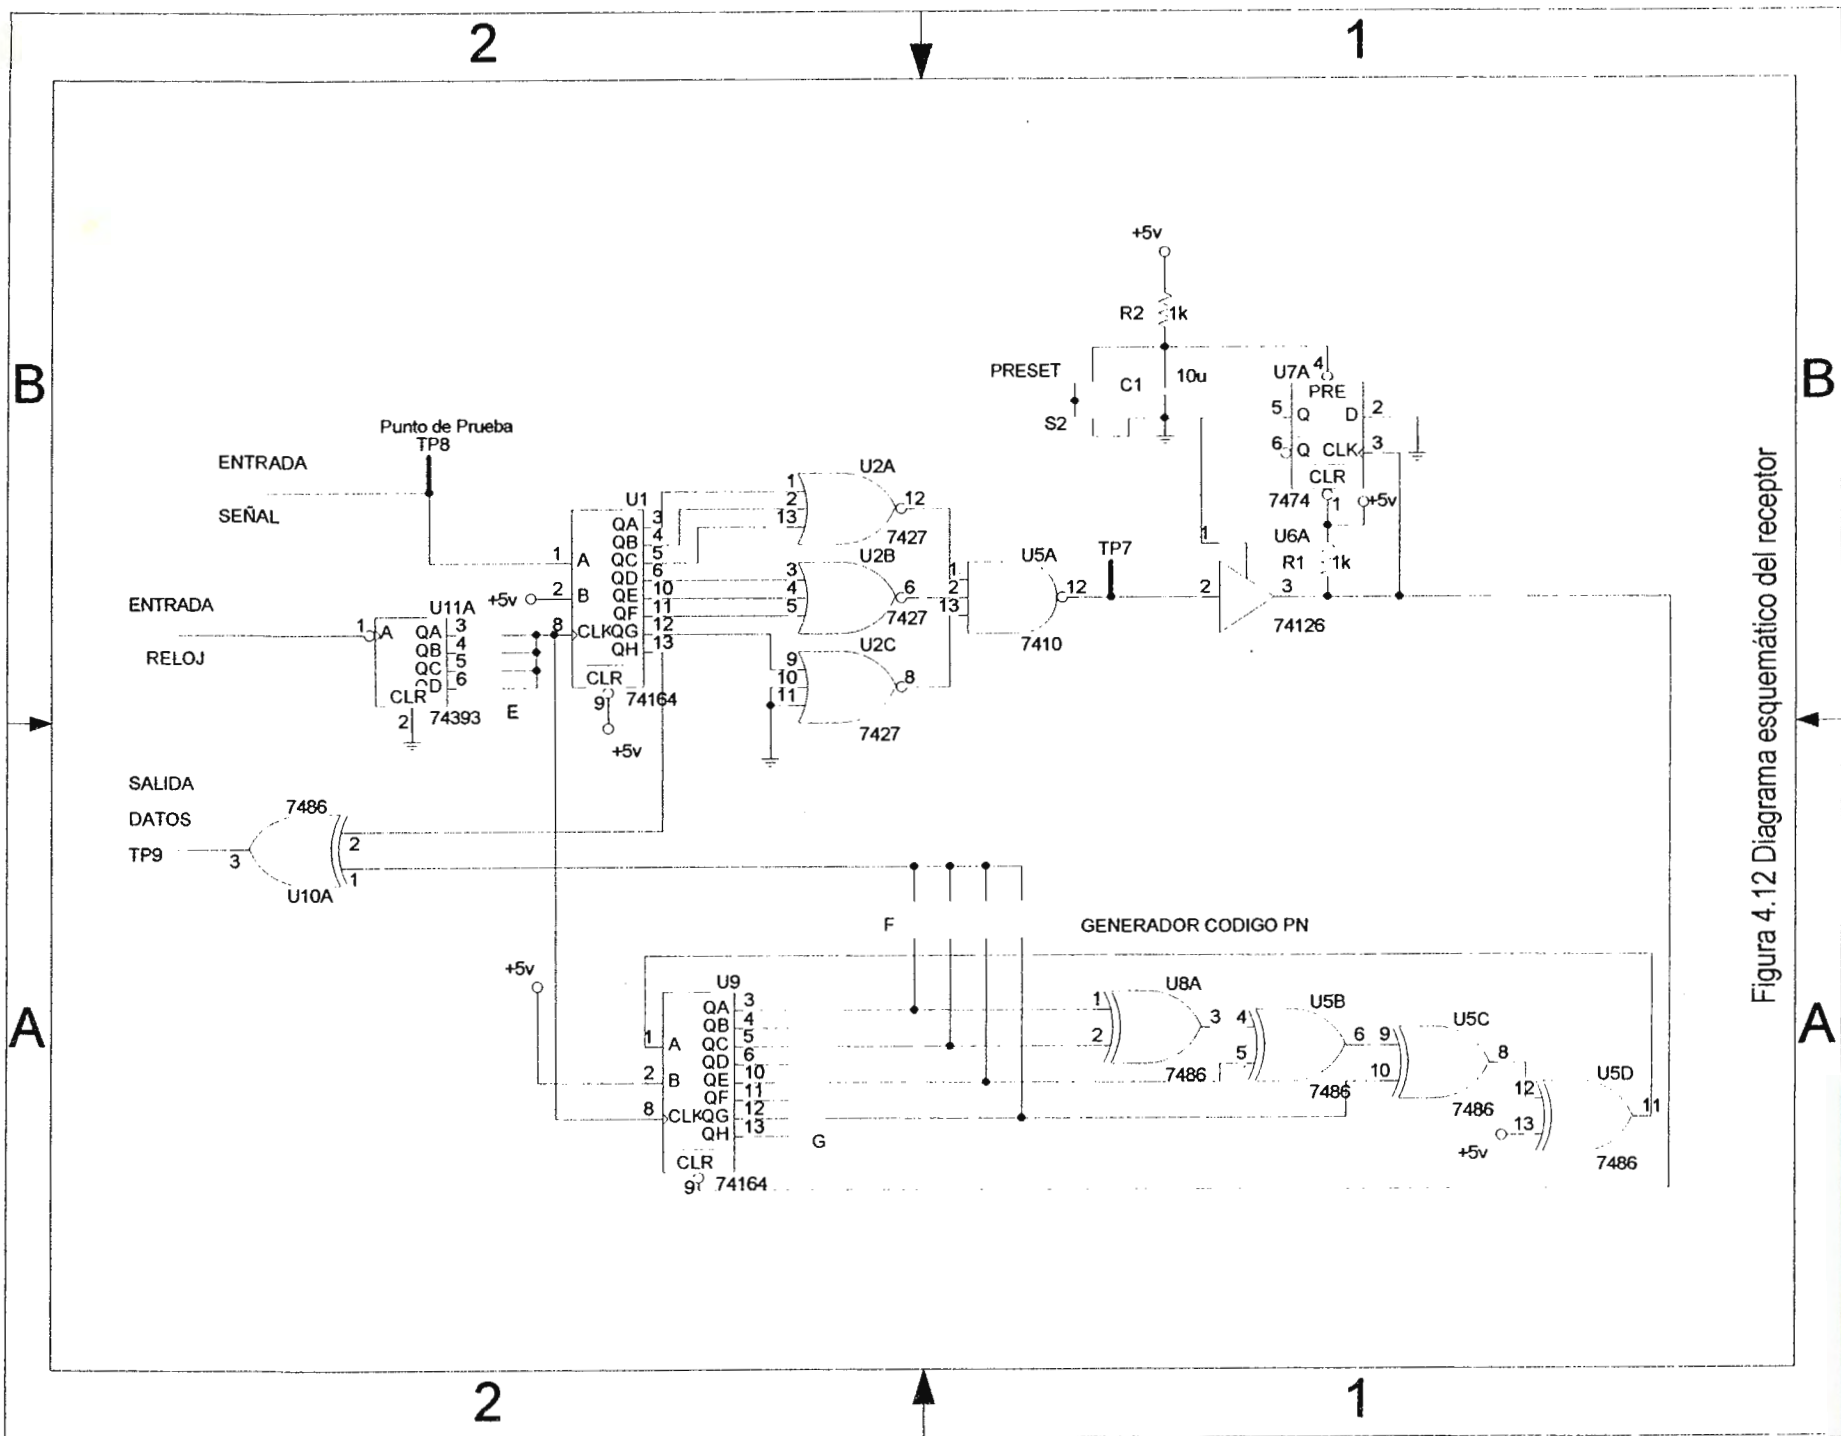 2
1
+5v
R2
1k
PRESET
C1
10u
U7A
4
PRE
5
Q
D
2
S2
6
Q
CLK
3
CLR
7474
1
+5v
B
B
Punto de Prueba
TP8
ENTRADA
SEÑAL
U1
QA 3
QB 4
QC 5
QD 6
QE 10
QF 11
CLK QG 12
QH 13
1
A
2
B
+5v
8
CLR
9
74164
+5v
U2A
1
2
13
12
7427
U2B
3
4
5
6
7427
U2C
9
10
11
8
7427
U5A
1
2
13
12
7410
TP7
1
2
3
74126
U6A
R1
1k
ENTRADA
RELOJ
U11A
1
A
QA 3
QB 4
QC 5
QD 6
CLR
2
74393
E
SALIDA
DATOS
TP9
7486
3
2
1
U10A
F
GENERADOR CODIGO PN
+5v
U9
QA 3
QB 4
QC 5
QD 6
QE 10
QF 11
CLK QG 12
QH 13
1
A
2
B
8
CLR
9
74164
G
U8A
1
2
3
7486
U5B
4
5
6
7486
U5C
9
10
8
7486
U5D
12
13
11
+5v
7486
A
A
2
1
Figura 4.12 Diagrama esquemático del receptor